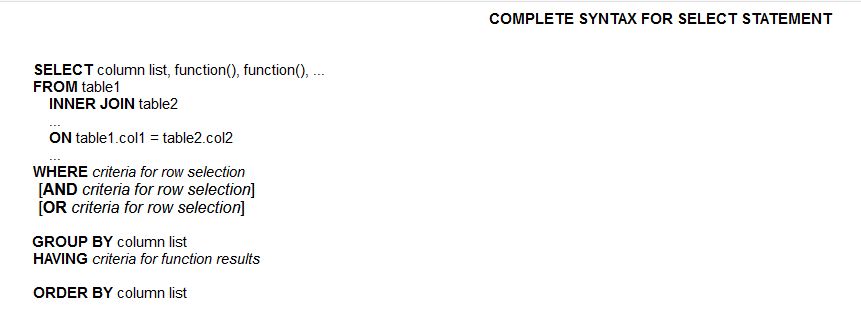 COMPLETE SYNTAX FOR SELECT STATEMENT
SELECT column list, function(), function(), ...
FROM table1
INNER JOIN table2
...
ON table1.col1 = table2.col2
...
WHERE criteria for row selection
[AND criteria for row selection]
[OR criteria for row selection]
GROUP BY column list
HAVING criteria for function results
ORDER BY column list